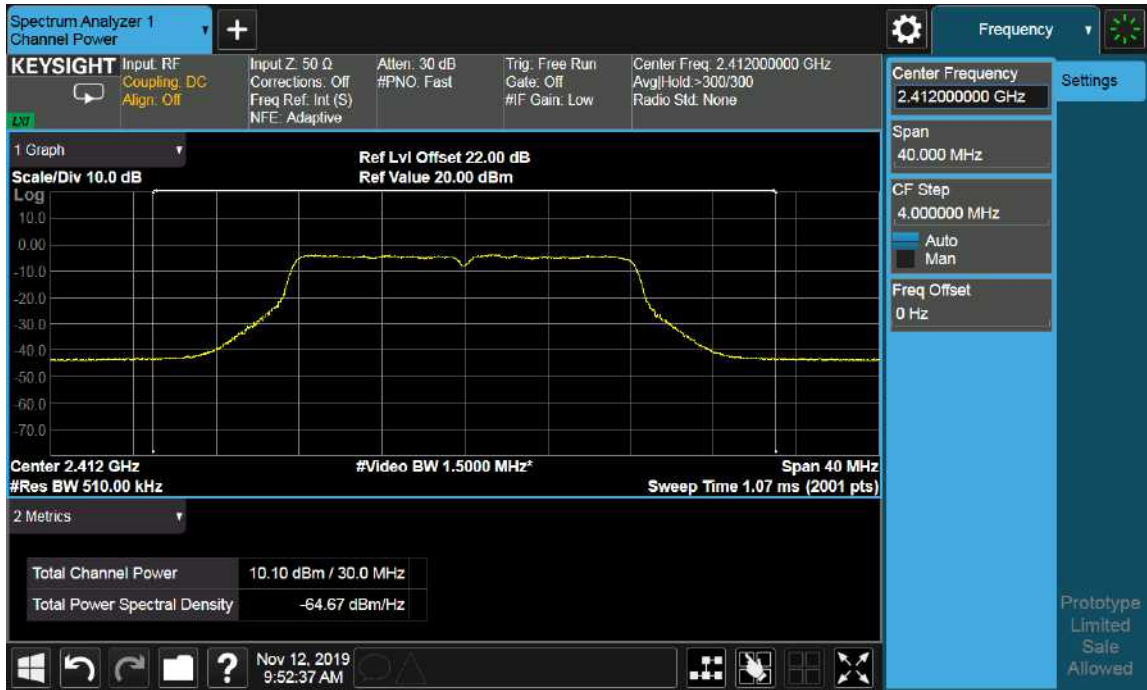 Spectrum Analyzer 1
Channel Power
+
Frequency
KEYSIGHT
Input: RF
Coupling: DC
Align: Off
Input Z: 50 Ω
Corrections: Off
Freq Ref: Int (S)
NFE: Adaptive
Atten: 30 dB
#PNO: Fast
Trig: Free Run
Gate: Off
#IF Gain: Low
Center Freq: 2.412000000 GHz
Avg|Hold:>300/300
Radio Std: None
LXI
Center Frequency
2.412000000 GHz
Settings
Span
40.000 MHz
CF Step
4.000000 MHz
Auto
Man
Freq Offset
0 Hz
1 Graph
Scale/Div 10.0 dB
Ref Lvl Offset 22.00 dB
Ref Value 20.00 dBm
Log
10.0
0.00
-10.0
-20.0
-30.0
-40.0
-50.0
-60.0
-70.0
Center 2.412 GHz
#Video BW 1.5000 MHz*
Span 40 MHz
#Res BW 510.00 kHz
Sweep Time 1.07 ms (2001 pts)
2 Metrics
Total Channel Power 10.10 dBm / 30.0 MHz
Total Power Spectral Density -64.67 dBm/Hz
Prototype
Limited
Sale
Allowed
?
Nov 12, 2019
9:52:37 AM